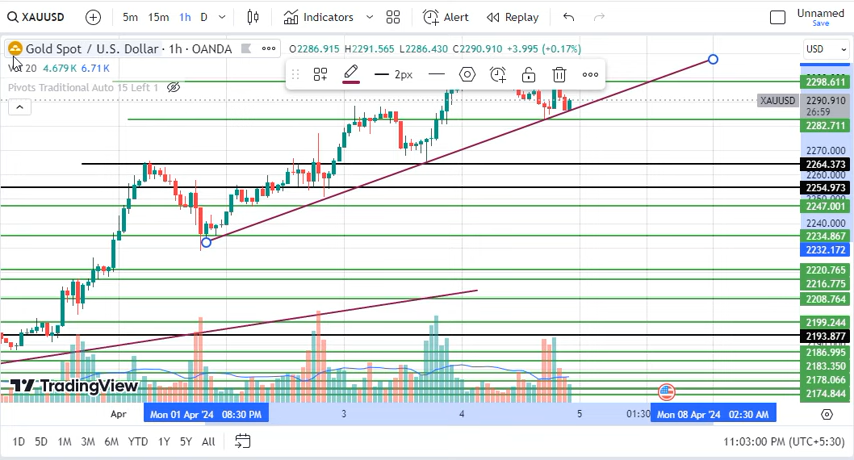 XAUUSD 5m 15m 1h D Indicators Alert Replay Unnamed
Save
Gold Spot / U.S. Dollar · 1h · OANDA O2286.915 H2291.565 L2286.430 C2290.910 +3.995 (+0.17%) USD
Vol 20 4.679 K 6.71 K
2px
Pivots Traditional Auto 15 Left 1
2298.611
XAUUSD 2290.910
26:59
2282.711
2270.000
2264.373
2260.000
2254.973
2247.001
2240.000
2234.867
2232.172
2220.765
2216.775
2208.764
2199.244
2193.877
2186.995
2183.350
2178.066
2174.844
TradingView
Apr Mon 01 Apr '24 08:30 PM 3 4 5 01:30 Mon 08 Apr '24 02:30 AM
1D 5D 1M 3M 6M YTD 1Y 5Y All 11:03:00 PM (UTC+5:30)